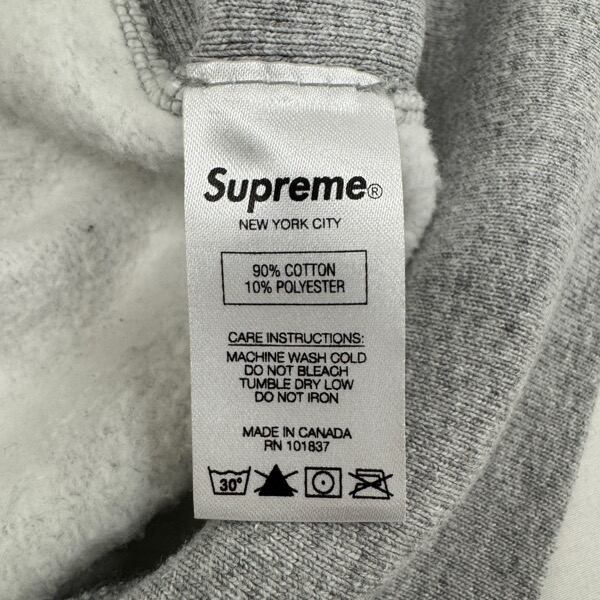 Supreme®
NEW YORK CITY
90% COTTON
10% POLYESTER
CARE INSTRUCTIONS:
MACHINE WASH COLD
DO NOT BLEACH
TUMBLE DRY LOW
DO NOT IRON
MADE IN CANADA
RN 101837
30°